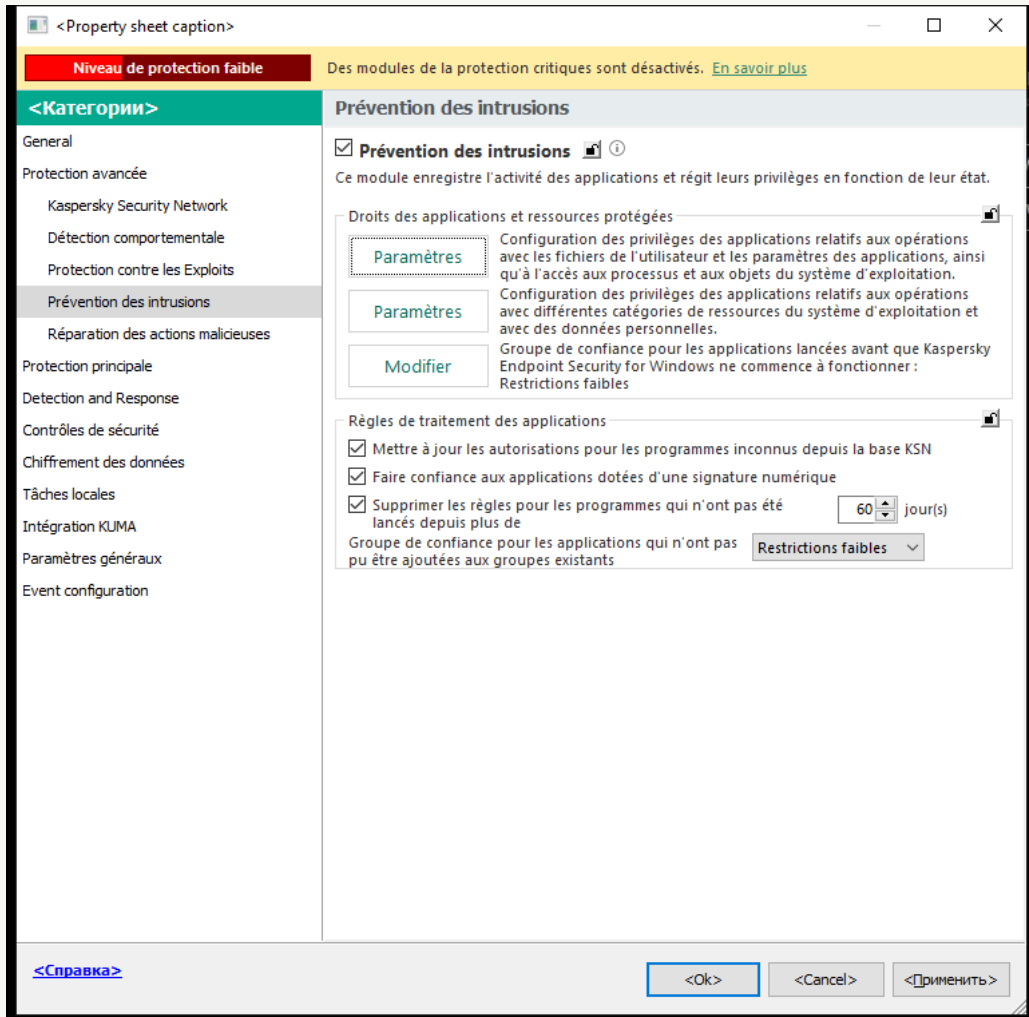 <Property sheet caption>
Niveau de protection faible
Des modules de la protection critiques sont désactivés. En savoir plus
<Категории>
General
Protection avancée
Kaspersky Security Network
Détection comportementale
Protection contre les Exploits
Prévention des intrusions
Réparation des actions malicieuses
Protection principale
Detection and Response
Contrôles de sécurité
Chiffrement des données
Tâches locales
Intégration KUMA
Paramètres généraux
Event configuration
Prévention des intrusions
Prévention des intrusions
Ce module enregistre l'activité des applications et régit leurs privilèges en fonction de leur état.
Droits des applications et ressources protégées
Paramètres
Configuration des privilèges des applications relatifs aux opérations
avec les fichiers de l'utilisateur et les paramètres des applications, ainsi
qu'à l'accès aux processus et aux objets du système d'exploitation.
Paramètres
Configuration des privilèges des applications relatifs aux opérations
avec différentes catégories de ressources du système d'exploitation et
avec des données personnelles.
Modifier
Groupe de confiance pour les applications lancées avant que Kaspersky
Endpoint Security for Windows ne commence à fonctionner :
Restrictions faibles
Règles de traitement des applications
Mettre à jour les autorisations pour les programmes inconnus depuis la base KSN
Faire confiance aux applications dotées d'une signature numérique
Supprimer les règles pour les programmes qui n'ont pas été
lancés depuis plus de
60 jour(s)
Groupe de confiance pour les applications qui n'ont pas
pu être ajoutées aux groupes existants
Restrictions faibles
<Справка>
<Ok>
<Cancel>
<Применить>